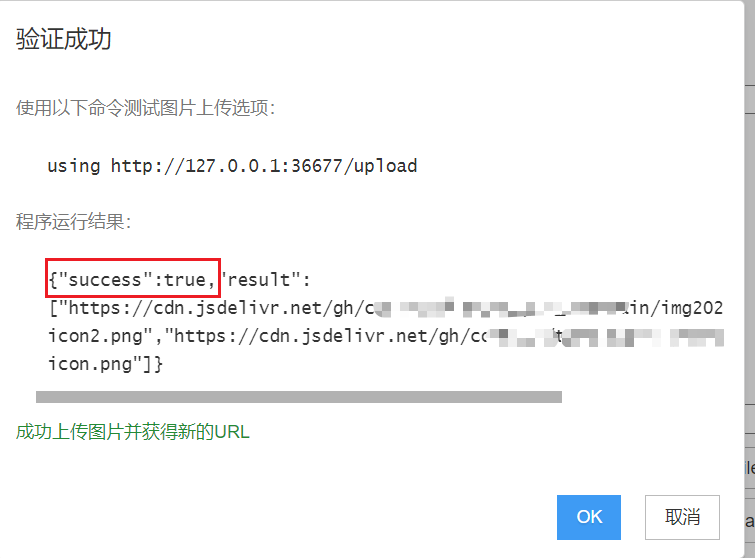 验证成功
使用以下命令测试图片上传选项：
using http://127.0.0.1:36677/upload
程序运行结果：
{"success":true,"result":
["https://cdn.jsdelivr.net/gh/c ain/img202
icon2.png","https://cdn.jsdelivr.net/gh/cc
icon.png"]}
成功上传图片并获得新的URL
OK
取消